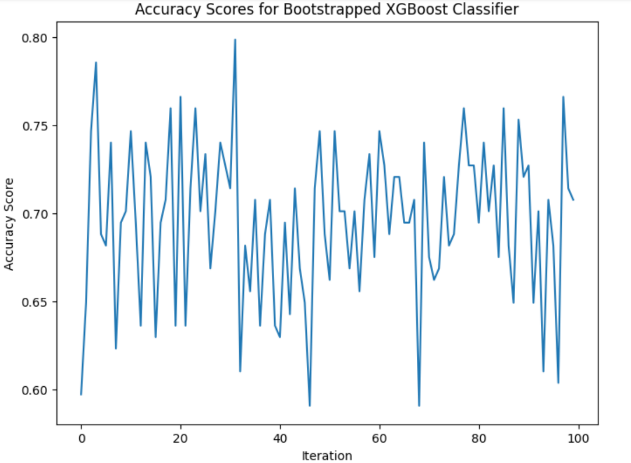 Accuracy Scores for Bootstrapped XGBoost Classifier
0.80
0.75
0.70
0.65
0.60
Accuracy Score
0 20 40 60 80 100
Iteration